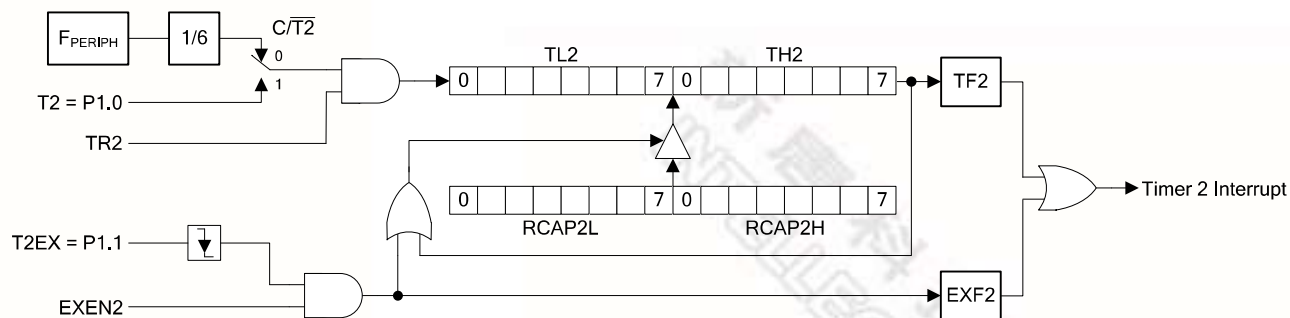 FPERIPH 1/6 C/T2
0
1
T2 = P1.0
TR2
TL2 TH2
0 7 0 7
TF2
0 7 0 7
RCAP2L RCAP2H
Timer 2 Interrupt
T2EX = P1.1
EXEN2
EXF2